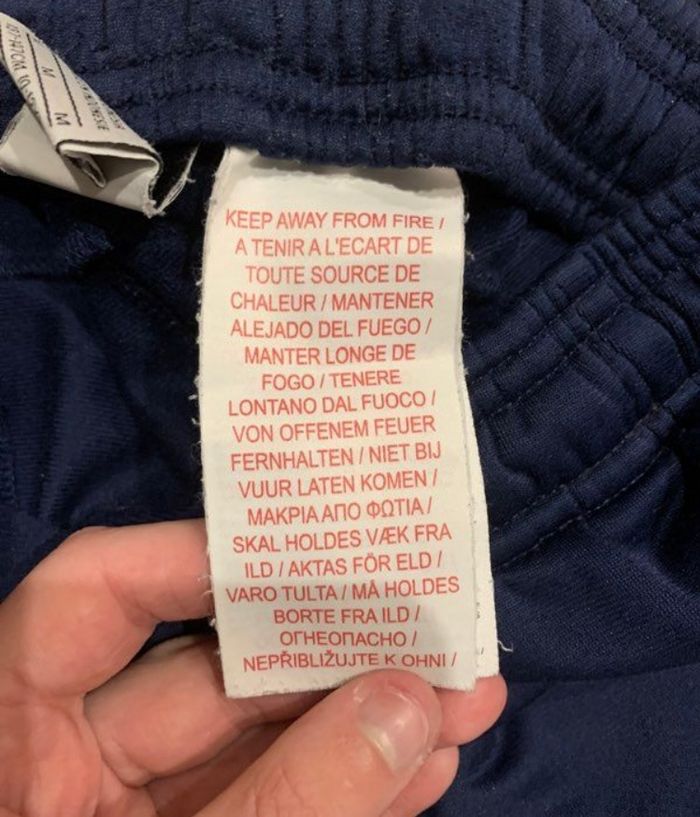 KEEP AWAY FROM FIRE /
A TENIR A L'ECART DE
TOUTE SOURCE DE
CHALEUR / MANTENER
ALEJADO DEL FUEGO /
MANTER LONGE DE
FOGO / TENERE
LONTANO DAL FUOCO /
VON OFFENEM FEUER
FERNHALTEN / NIET BIJ
VUUR LATEN KOMEN /
ΜΑΚΡΙΑ ΑΠΟ ΦΩΤΙΑ /
SKAL HOLDES VÆK FRA
ILD / AKTAS FÖR ELD /
VARO TULTA / MÅ HOLDES
BORTE FRA ILD /
ОГНЕОПАСНО /
NEPŘIBLIŽUJTE K OHNI /
M
M